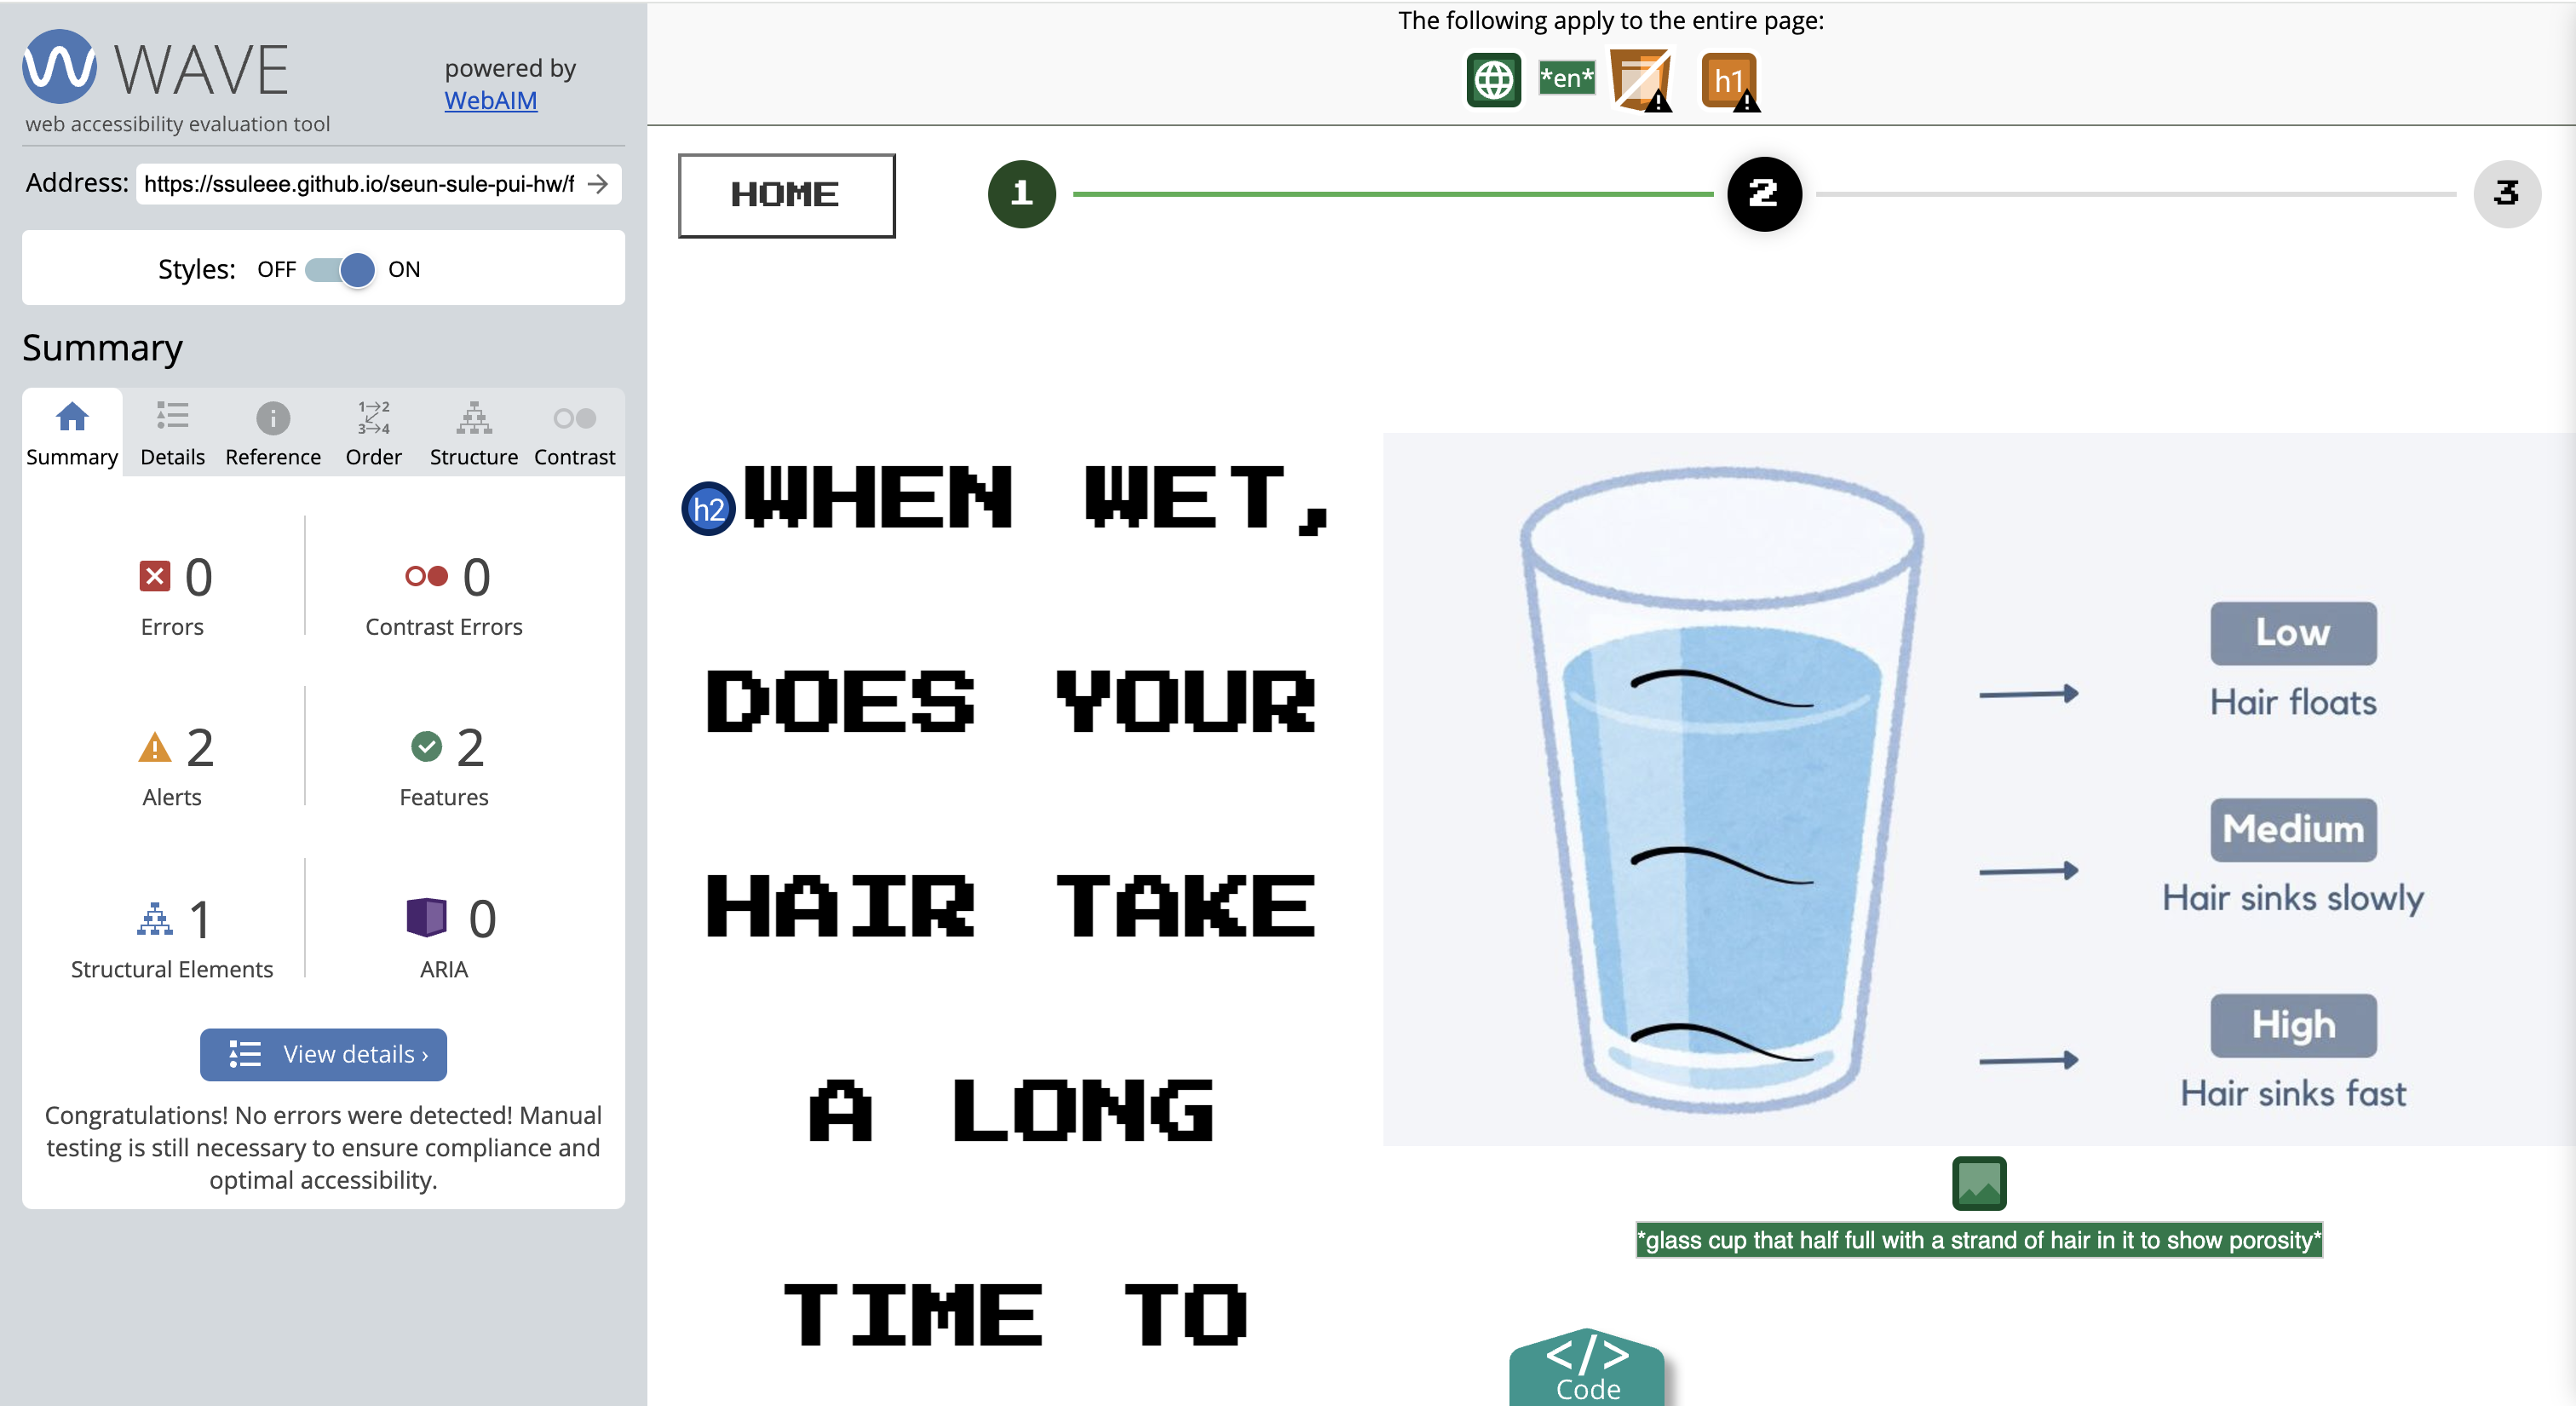 WAVE
powered by
WebAIM
web accessibility evaluation tool
Address: https://ssuleee.github.io/seun-sule-pui-hw/f
Styles: OFF ON
Summary
Summary Details Reference Order Structure Contrast
1→2
3→4
0 Errors
0 Contrast Errors
2 Alerts
2 Features
1 Structural Elements
0 ARIA
View details ›
Congratulations! No errors were detected! Manual
testing is still necessary to ensure compliance and
optimal accessibility.
The following apply to the entire page:
*en* h1
HOME 1 2 3
h2 WHEN WET,
DOES YOUR
HAIR TAKE
A LONG
TIME TO
Low
Hair floats
Medium
Hair sinks slowly
High
Hair sinks fast
*glass cup that half full with a strand of hair in it to show porosity*
</>
Code